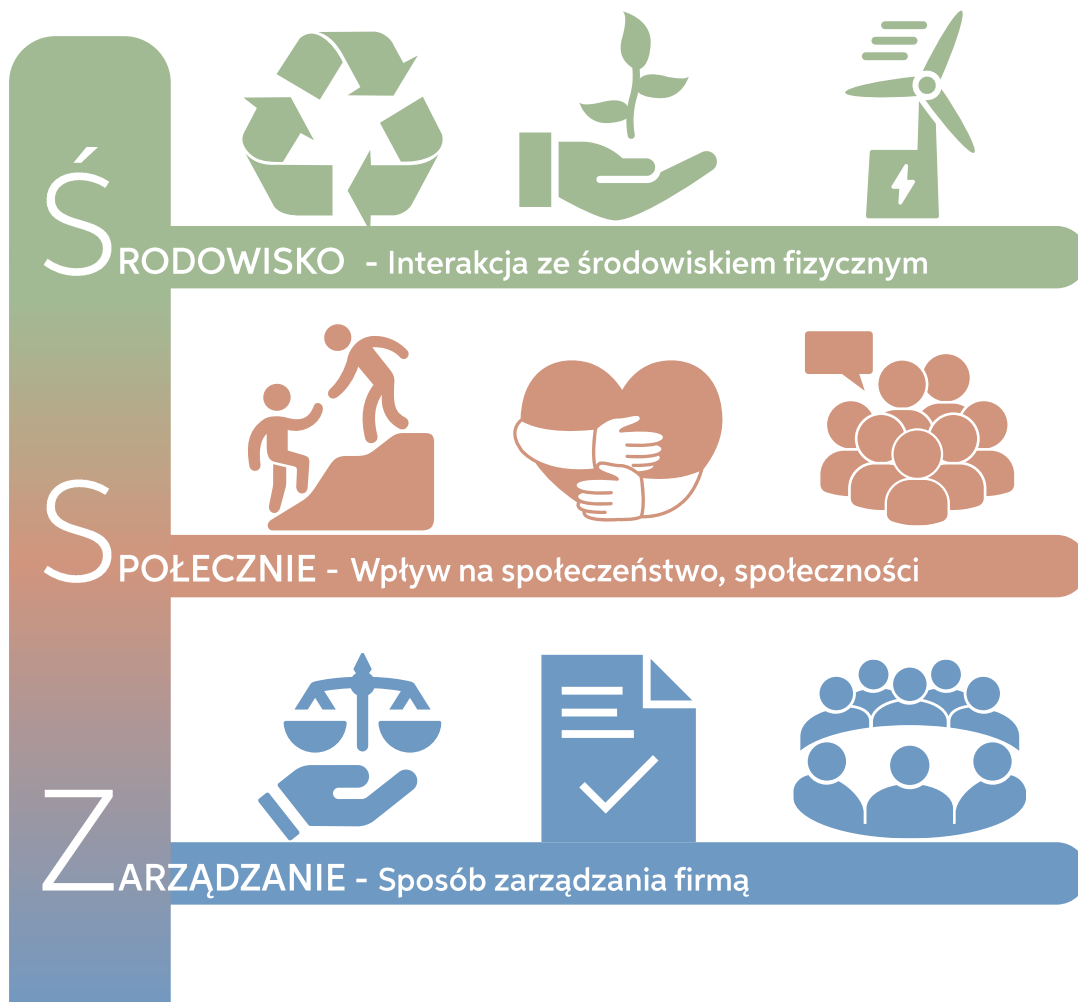 ŚRODOWISKO - Interakcja ze środowiskiem fizycznym
SPOŁECZNIE - Wpływ na społeczeństwo, społeczności
ZARZĄDZANIE - Sposób zarządzania firmą